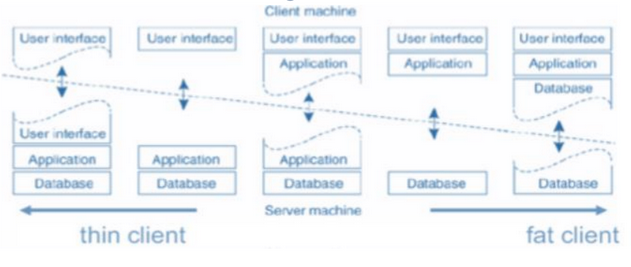 Client machine
User interface User interface User interface User interface User interface
Application Application Application
Database
User interface
Application Application Application
Database Database Database Database Database
Server machine
thin client fat client